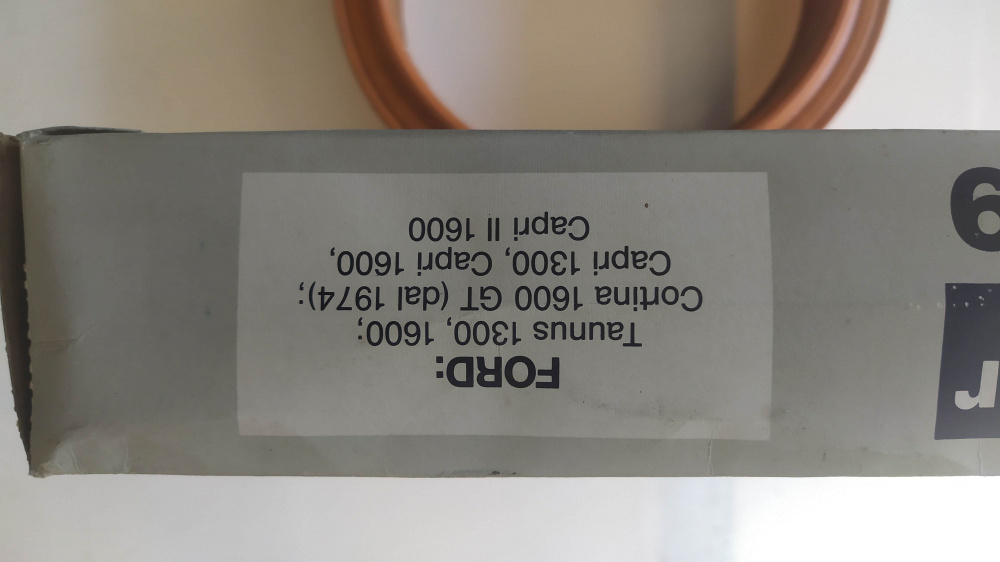 FORD:
Taunus 1300, 1600;
Cortina 1600 GT (dal 1974);
Capri 1300, Capri 1600,
Capri II 1600